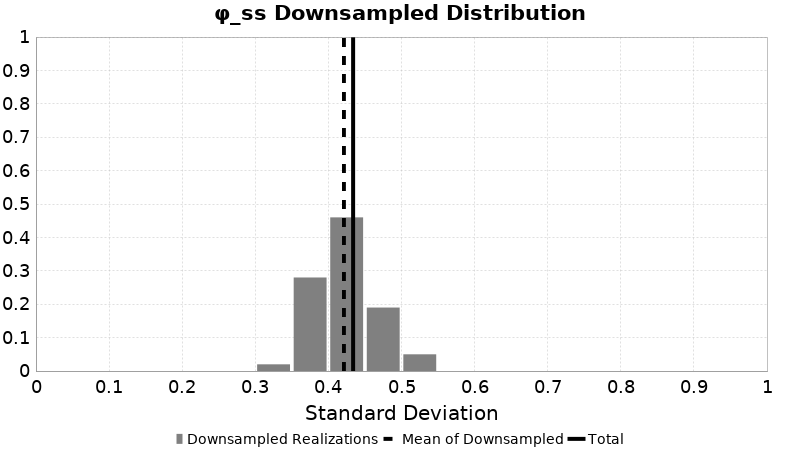 φ_ss Downsampled Distribution
1
0.9
0.8
0.7
0.6
0.5
0.4
0.3
0.2
0.1
0
0 0.1 0.2 0.3 0.4 0.5 0.6 0.7 0.8 0.9 1
Standard Deviation
Downsampled Realizations Mean of Downsampled Total